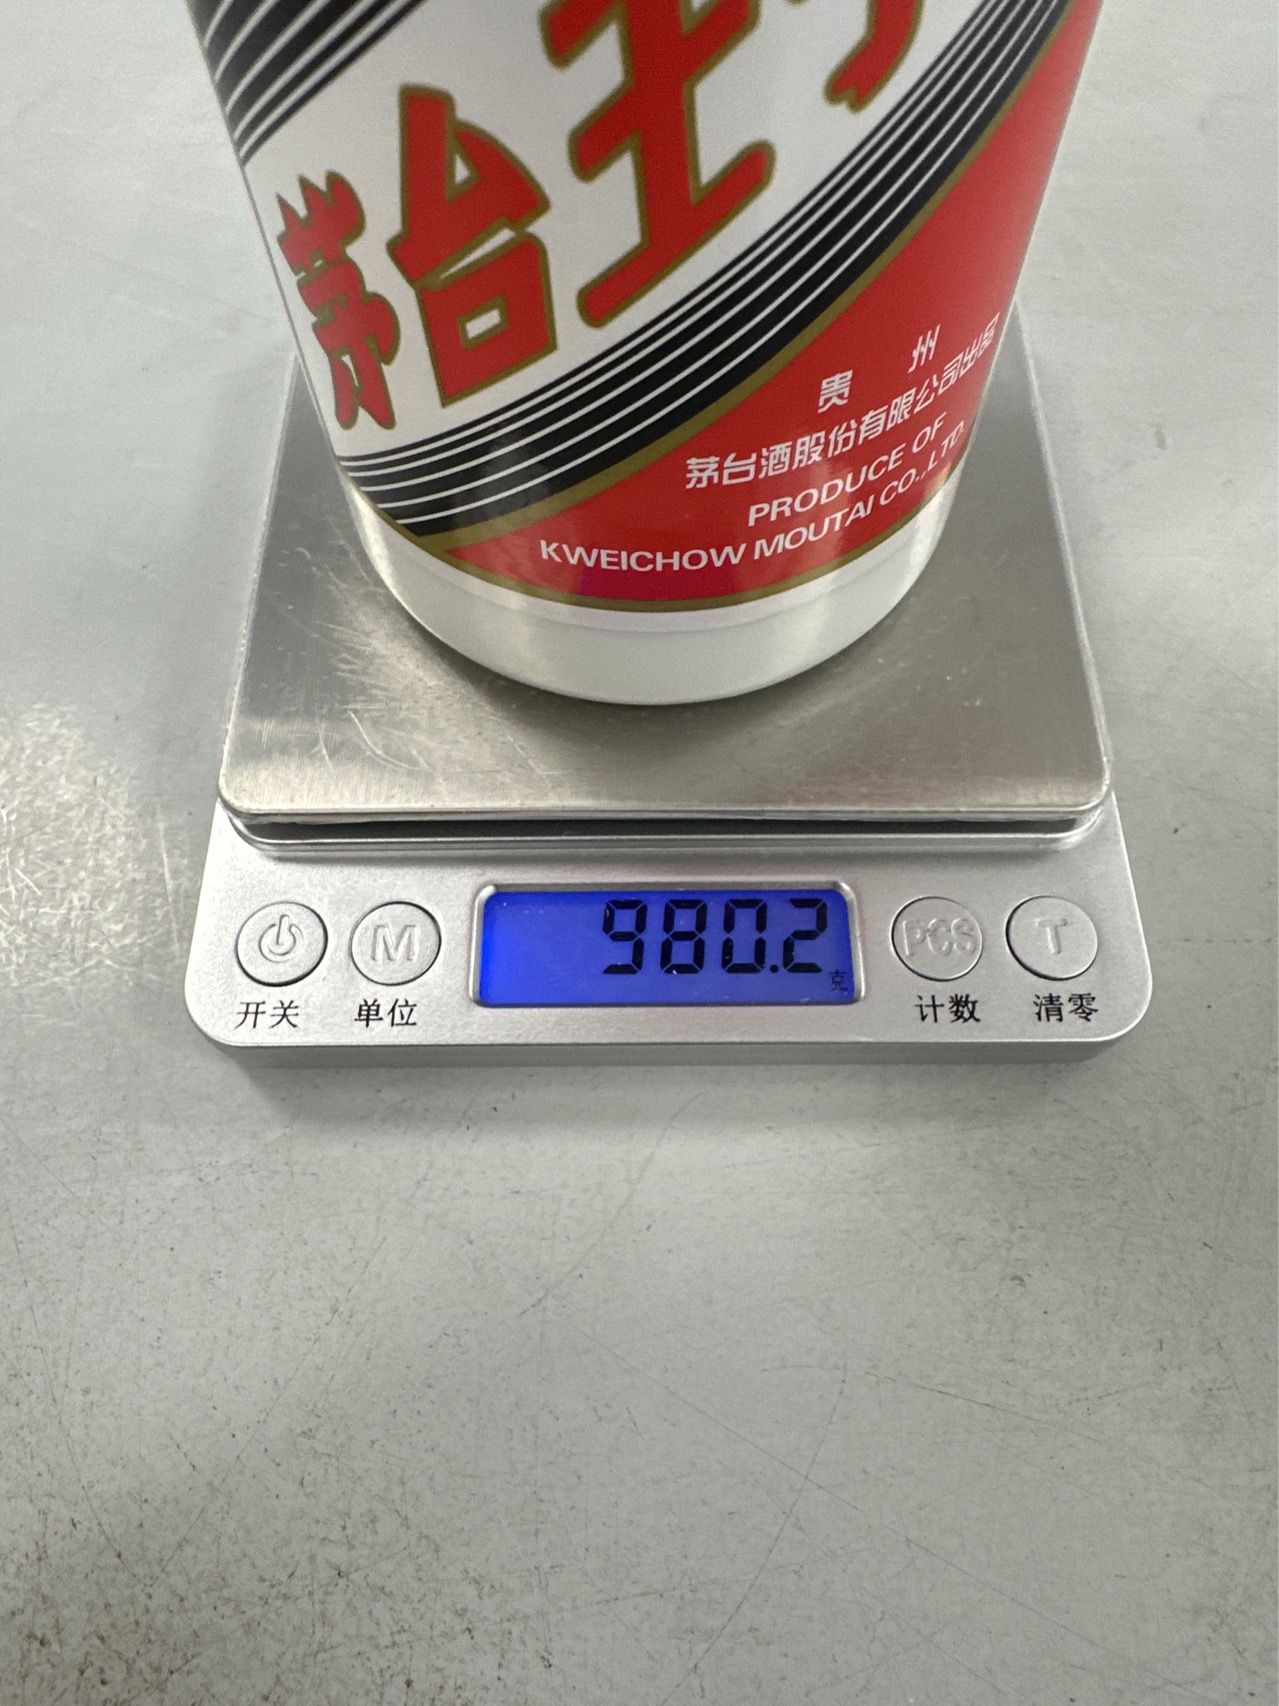 茅台王
贵州
茅台酒股份有限公司出品
PRODUCE OF
KWEICHOW MOUTAI CO.,LTD.
980.2
克
M
PCS
T
开关
单位
计数
清零